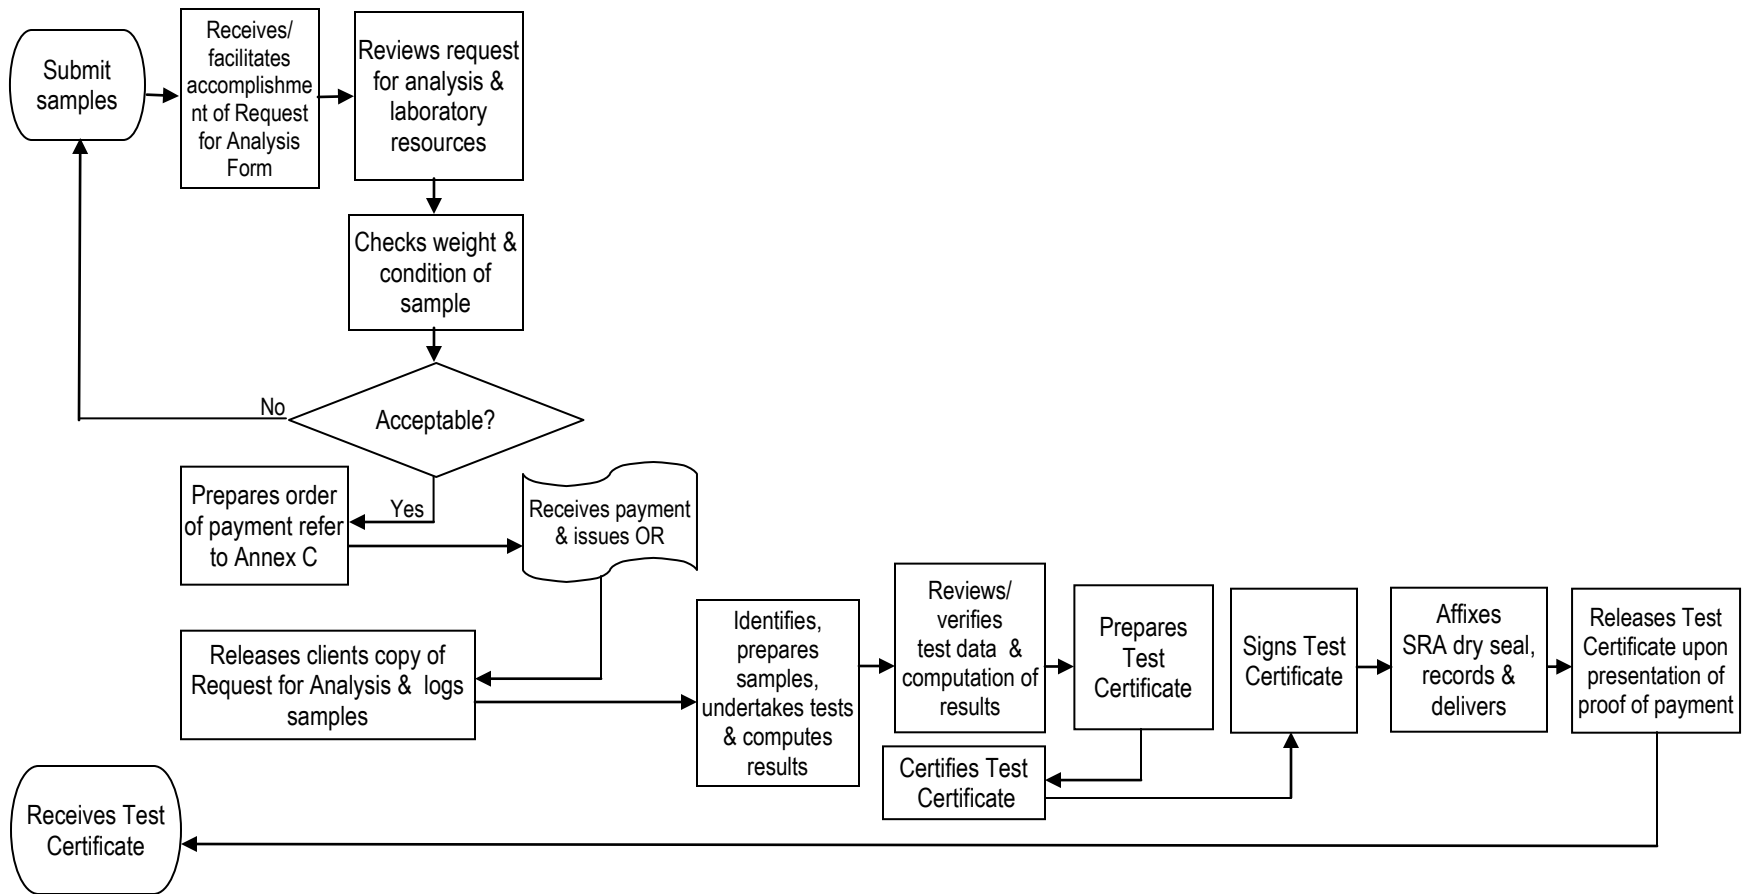 Submit
samples
Receives/
facilitates
accomplishme
nt of Request
for Analysis
Form
Reviews request
for analysis &
laboratory
resources
Checks weight &
condition of
sample
No
Acceptable?
Yes
Prepares order
of payment refer
to Annex C
Receives payment
& issues OR
Releases clients copy of
Request for Analysis & logs
samples
Identifies,
prepares
samples,
undertakes tests
& computes
results
Reviews/
verifies
test data &
computation of
results
Prepares
Test
Certificate
Certifies Test
Certificate
Signs Test
Certificate
Affixes
SRA dry seal,
records &
delivers
Releases Test
Certificate upon
presentation of
proof of payment
Receives Test
Certificate